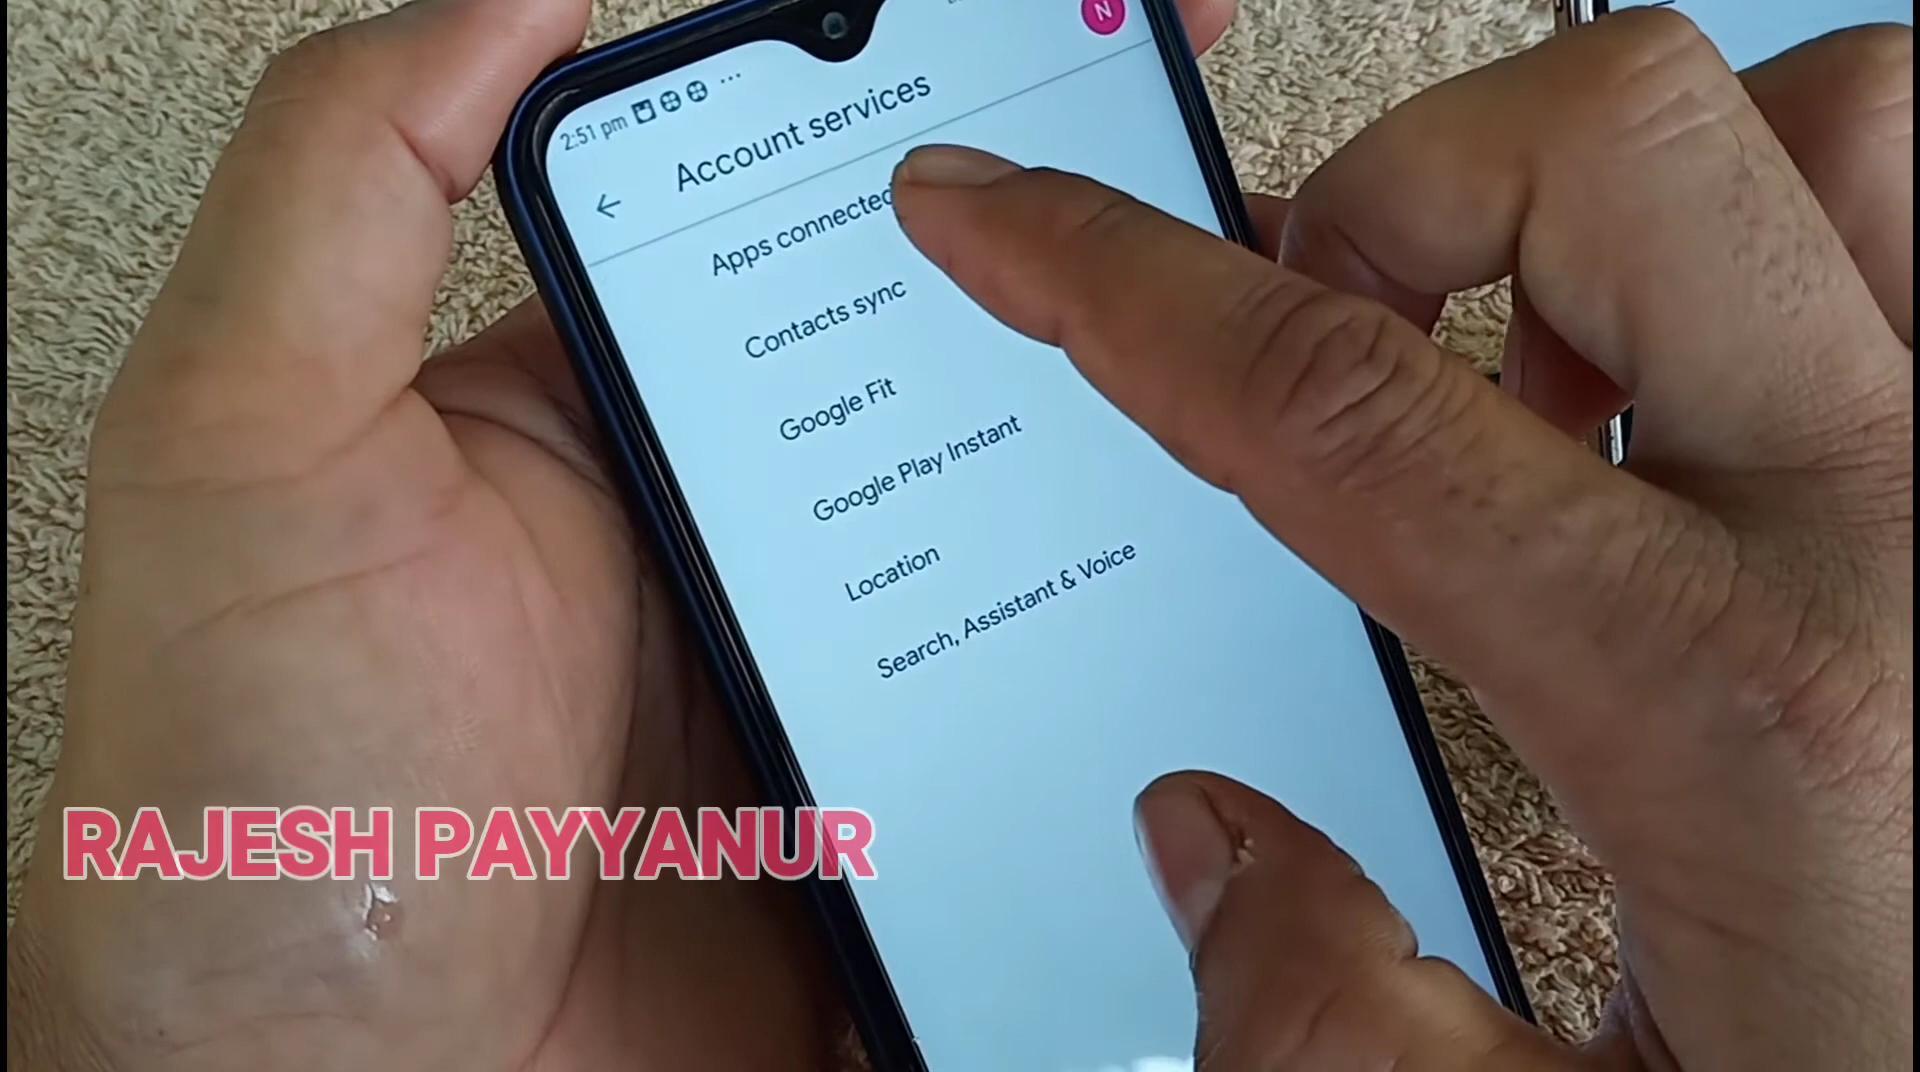 2:51 pm
N
Account services
Apps connected
Contacts sync
Google Fit
Google Play Instant
Location
Search, Assistant & Voice
RAJESH PAYYANUR